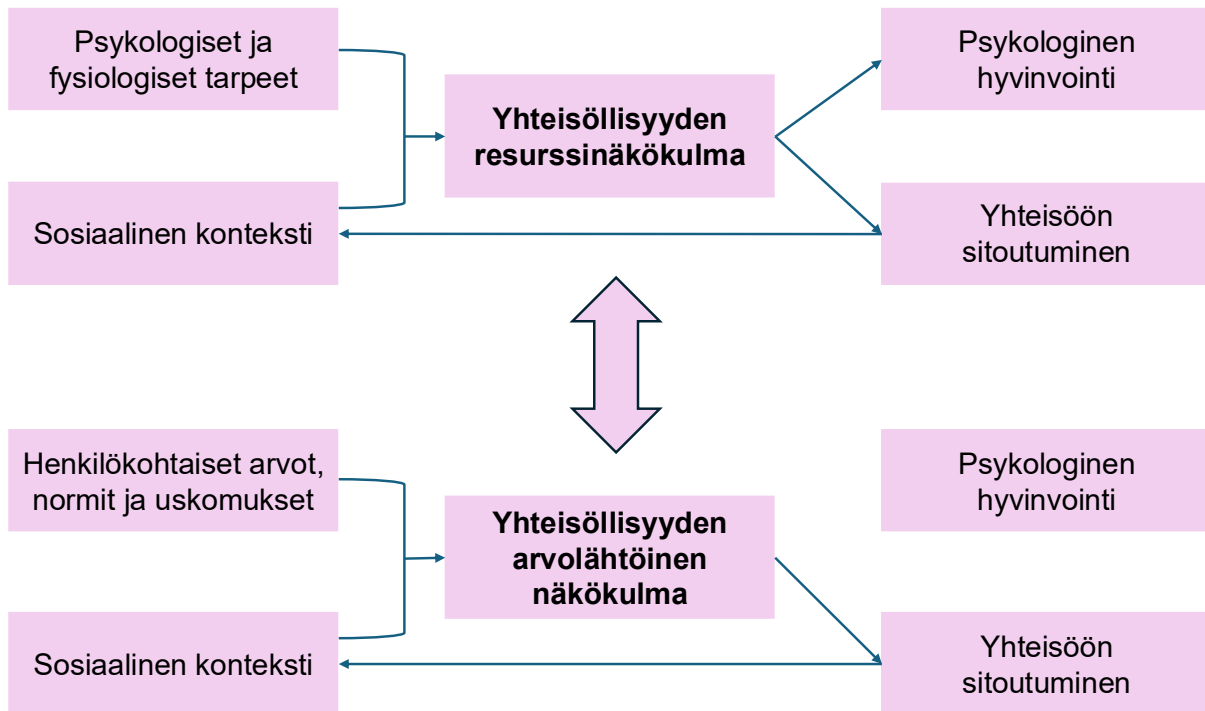 Psykologiset ja
fysiologiset tarpeet
Sosiaalinen konteksti
Yhteisöllisyyden
resurssinäkökulma
Psykologinen
hyvinvointi
Yhteisöön
sitoutuminen
Henkilökohtaiset arvot,
normit ja uskomukset
Sosiaalinen konteksti
Yhteisöllisyyden
arvolähtöinen
näkökulma
Psykologinen
hyvinvointi
Yhteisöön
sitoutuminen